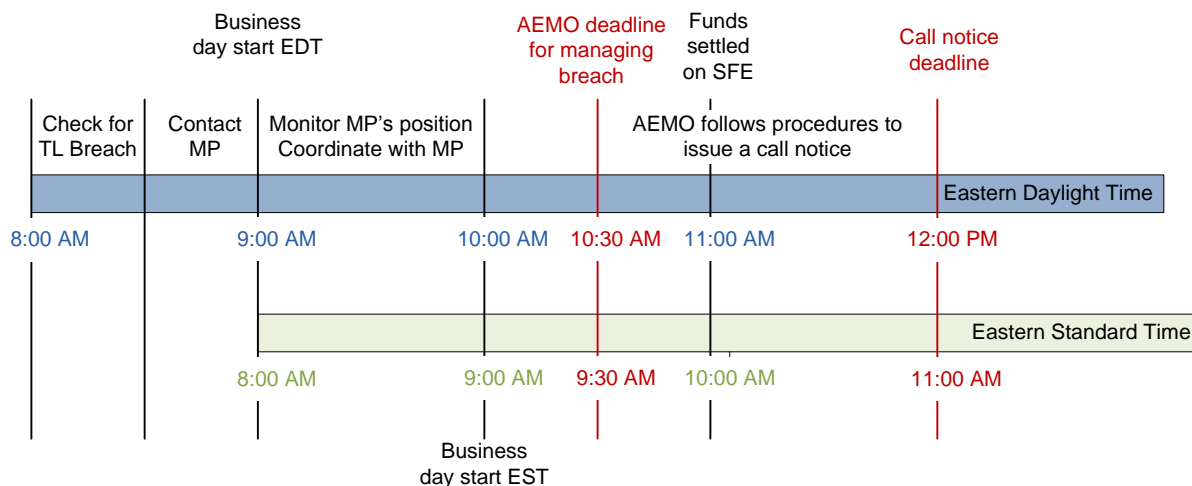 Business
day start EDT
AEMO deadline
for managing
breach
Funds
settled
on SFE
Call notice
deadline
Check for
TL Breach
Contact
MP
Monitor MP's position
Coordinate with MP
AEMO follows procedures to
issue a call notice
Eastern Daylight Time
8:00 AM
9:00 AM
10:00 AM
10:30 AM
11:00 AM
12:00 PM
Eastern Standard Time
8:00 AM
9:00 AM
9:30 AM
10:00 AM
11:00 AM
Business
day start EST